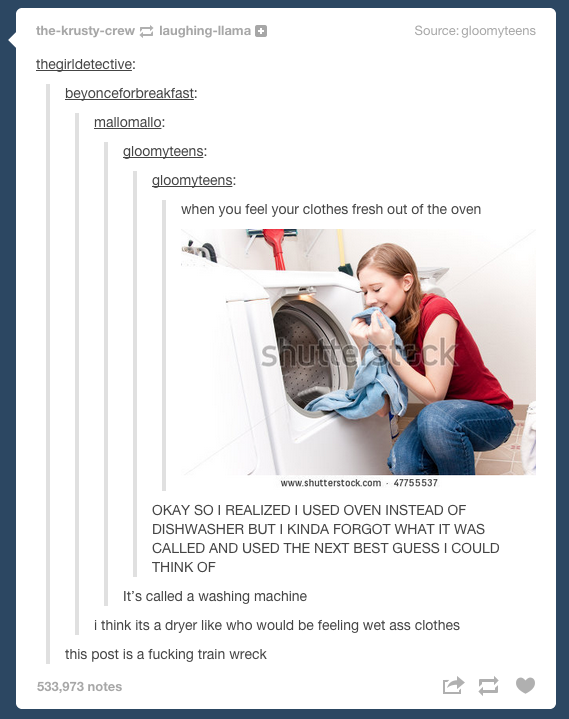 the-krusty-crew laughing-llama
Source: gloomyteens
thegirldetective:
beyonceforbreakfast:
mallomallo:
gloomyteens:
gloomyteens:
when you feel your clothes fresh out of the oven
shutterstock
www.shutterstock.com · 47755537
OKAY SO I REALIZED I USED OVEN INSTEAD OF
DISHWASHER BUT I KINDA FORGOT WHAT IT WAS
CALLED AND USED THE NEXT BEST GUESS I COULD
THINK OF
It's called a washing machine
i think its a dryer like who would be feeling wet ass clothes
this post is a fucking train wreck
533,973 notes